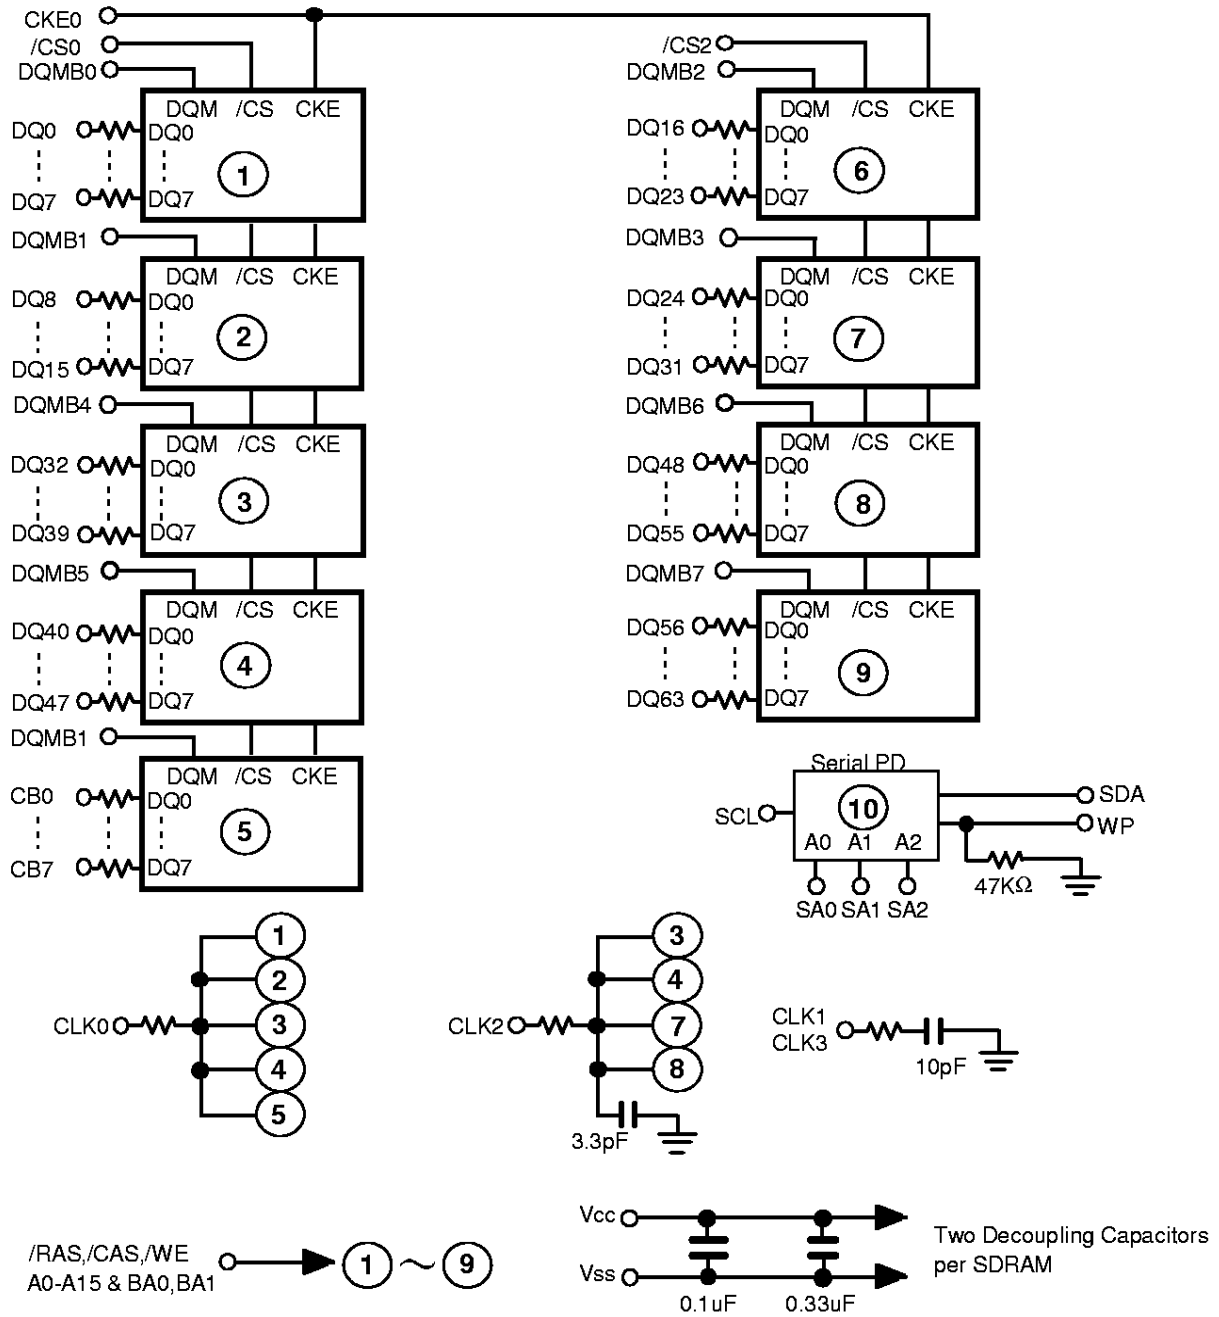 CKE0
/CS0
DQMB0
DQM /CS CKE
DQ0 DQ0
1
DQ7 DQ7
DQMB1
DQM /CS CKE
DQ8 DQ0
2
DQ15 DQ7
DQMB4
DQM /CS CKE
DQ32 DQ0
3
DQ39 DQ7
DQMB5
DQM /CS CKE
DQ40 DQ0
4
DQ47 DQ7
DQMB1
DQM /CS CKE
CB0 DQ0
5
CB7 DQ7
/CS2
DQMB2
DQM /CS CKE
DQ16 DQ0
6
DQ23 DQ7
DQMB3
DQM /CS CKE
DQ24 DQ0
7
DQ31 DQ7
DQMB6
DQM /CS CKE
DQ48 DQ0
8
DQ55 DQ7
DQMB7
DQM /CS CKE
DQ56 DQ0
9
DQ63 DQ7
Serial PD
SCL 10 SDA
WP
A0 A1 A2
47KΩ
SA0 SA1 SA2
1
2
CLK0 3
4
5
3
4
CLK2 7
8
3.3pF
CLK1
CLK3
10pF
/RAS,/CAS,/WE
A0-A15 & BA0,BA1
1 ~ 9
Vcc
Vss
0.1uF 0.33uF
Two Decoupling Capacitors
per SDRAM